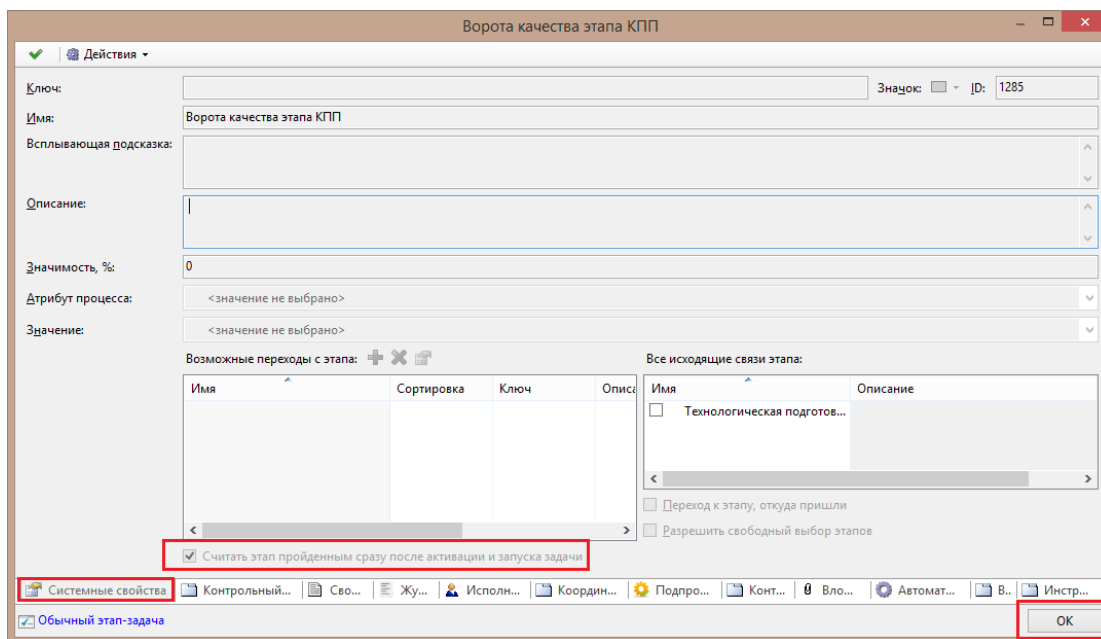 Ворота качества этапа КПП
Действия
Ключ:
Значок: ID: 1285
Имя: Ворота качества этапа КПП
Всплывающая подсказка:
Описание:
Значимость, %: 0
Атрибут процесса: <значение не выбрано>
Значение: <значение не выбрано>
Возможные переходы с этапа: Все исходящие связи этапа:
Имя Сортировка Ключ Описа Имя Описание
Технологическая подготов...
Переход к этапу, откуда пришли
Разрешить свободный выбор этапов
Считать этап пройденным сразу после активации и запуска задачи
Системные свойства Контрольный... Сво... Жу... Исполн... Координ... Подпро... Конт... Вло... Автомат... В.. Инстр...
Обычный этап-задача OK